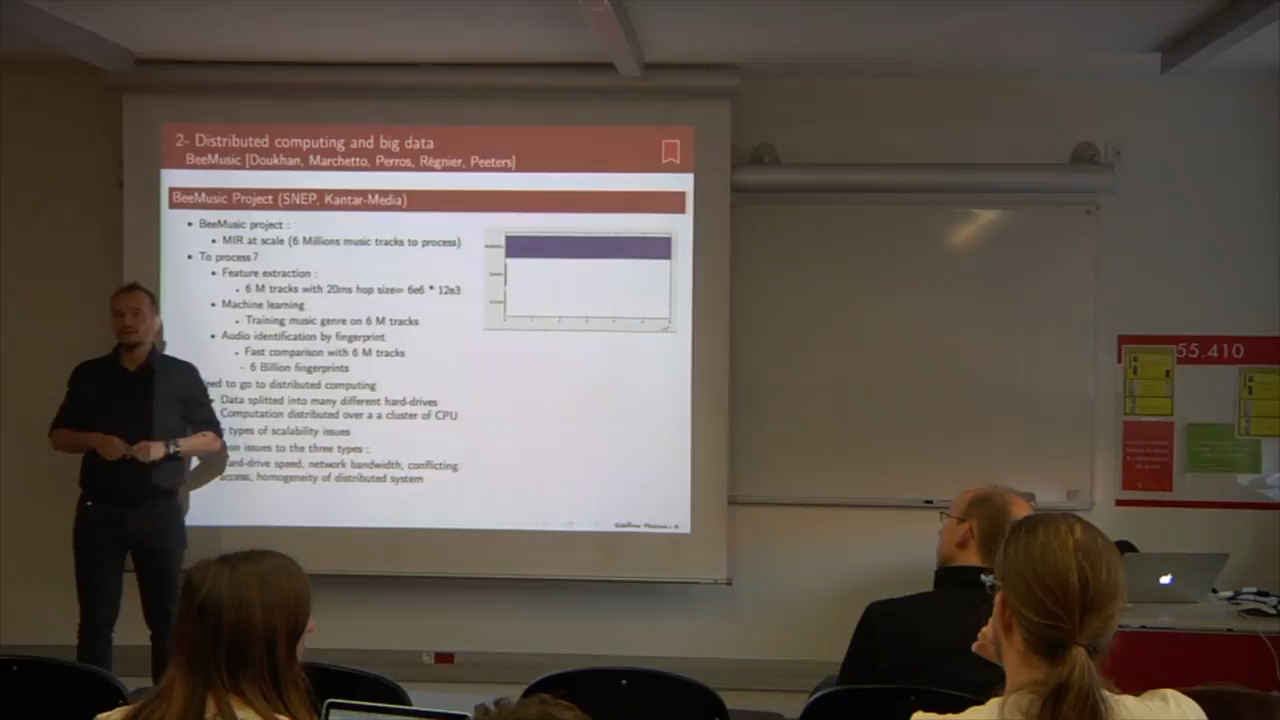 2- Distributed computing and big data
BeeMusic [Doukhan, Marchetto, Perros, Régnier, Peeters]
BeeMusic Project (SNEP, Kantar-Media)
• BeeMusic project :
• MIR at scale (6 Millions music tracks to process)
• To process?
• Feature extraction :
• 6 M tracks with 20ms hop size= 6e6 * 12e3
• Machine learning
• Training music genre on 6 M tracks
• Audio identification by fingerprint
• Fast comparison with 6 M tracks
- 6 Billion fingerprints
to go to distributed computing
Data splitted into many different hard-drives
Computation distributed over a a cluster of CPU
types of scalability issues
issues to the three types :
speed, network bandwidth, conflicting
homogeneity of distributed system
55.410